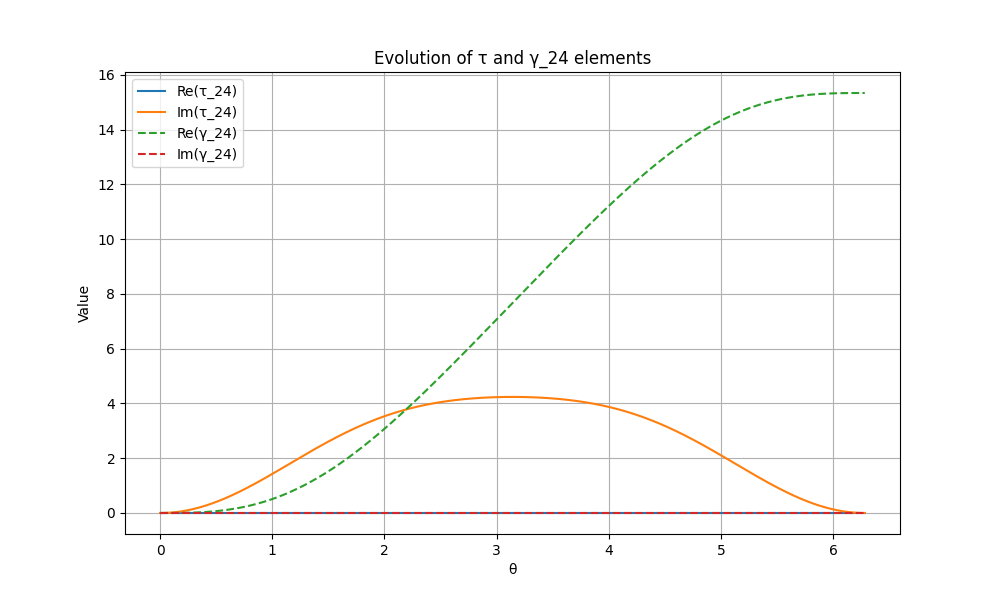 Evolution of τ and γ_24 elements
Re(τ_24)
Im(τ_24)
Re(γ_24)
Im(γ_24)
16
14
12
10
8
6
4
2
0
Value
0 1 2 3 4 5 6
θ